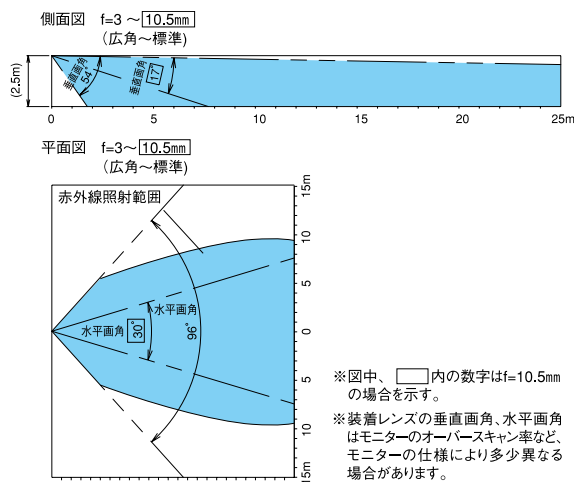 側面図 f=3 ~ 10.5mm
(広角~標準)
(2.5m)
垂直画角
54°
垂直画角
17°
0 5 10 15 20 25m
平面図 f=3~10.5mm
(広角~標準)
赤外線照射範囲
水平画角
30°
水平画角
96°
15m
10
5
0
5
10
15m
※図中、 内の数字はf=10.5mm
の場合を示す。
※装着レンズの垂直画角、水平画角
はモニターのオーバースキャン率など、
モニターの仕様により多少異なる
場合があります。